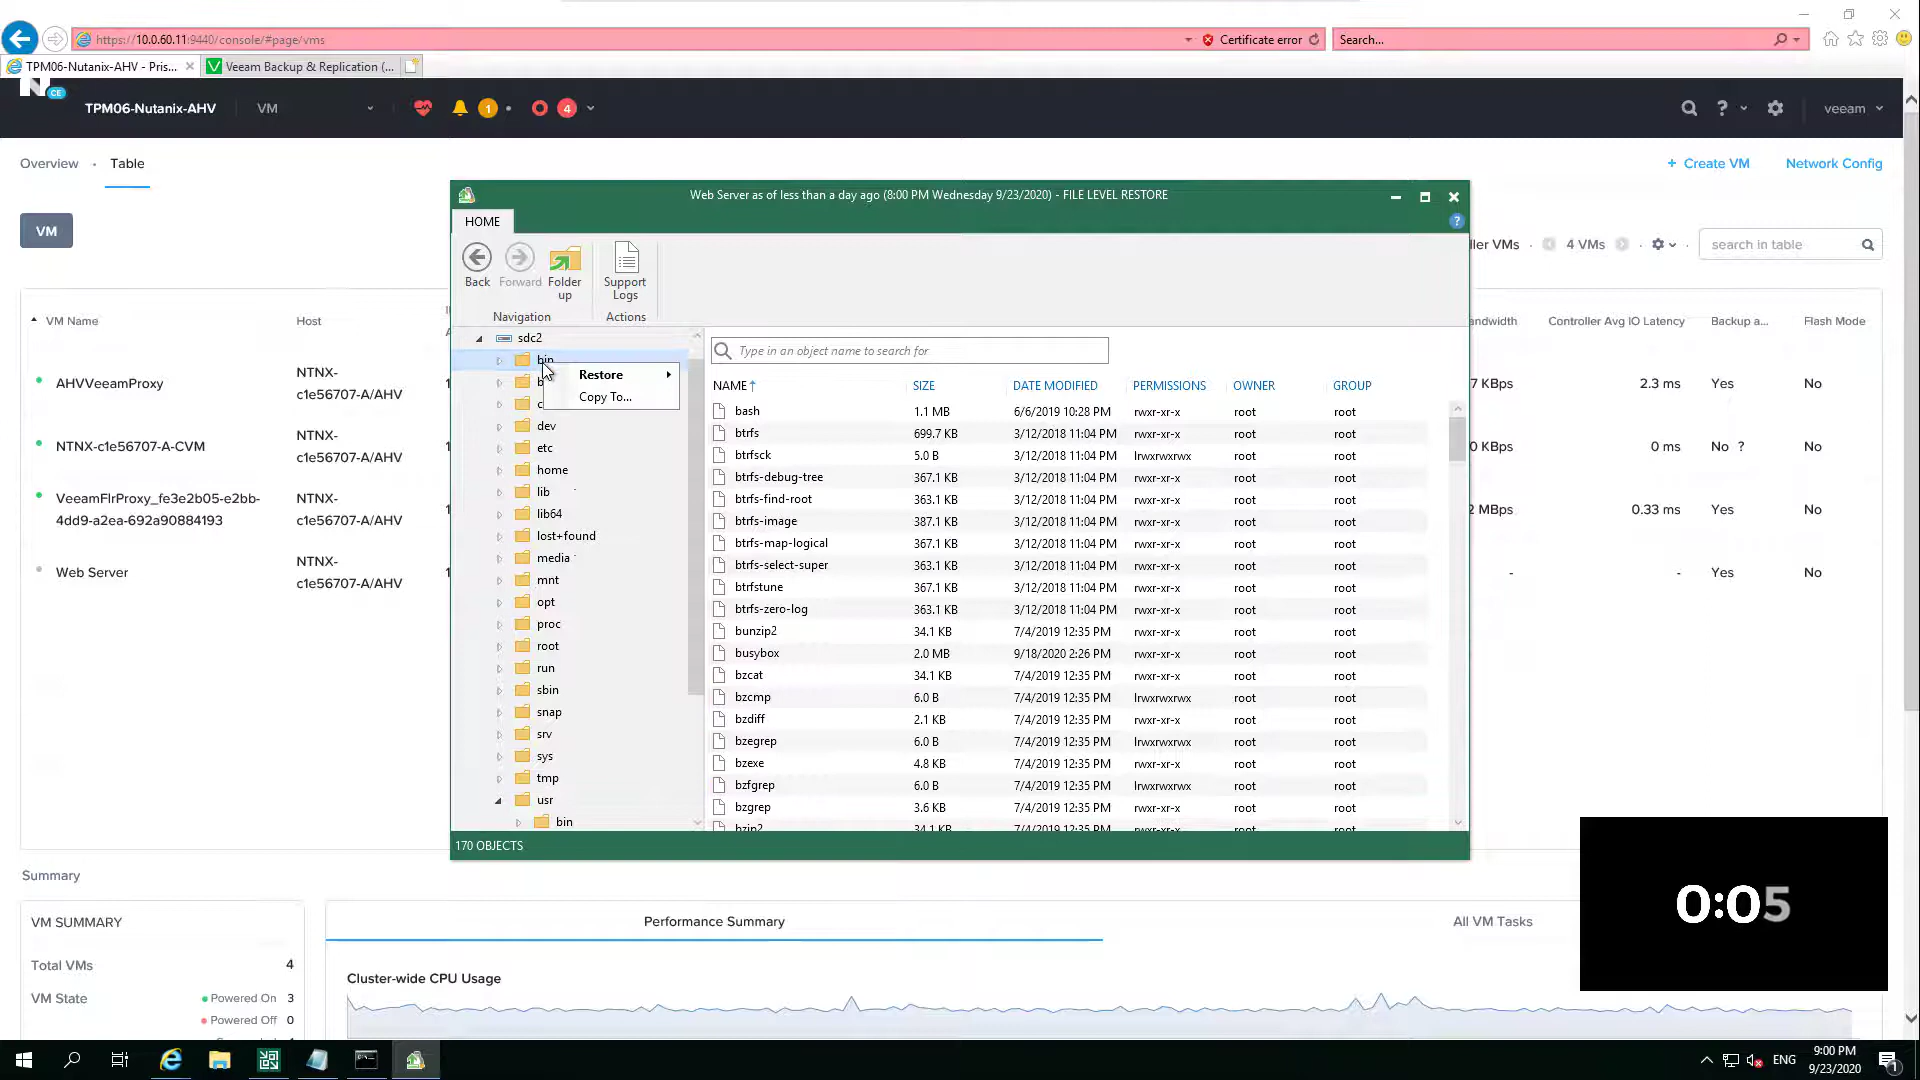 https://10.0.60.11:9440/console/#page/vms
Certificate error
Search...
TPM06-Nutanix-AHV - Pris...
Veeam Backup & Replication (...
CE
TPM06-Nutanix-AHV
VM
1
4
?
veeam
Overview
Table
+ Create VM
Network Config
VM
ller VMs
4 VMs
search in table
VM Name
Host
ndwidth
Controller Avg IO Latency
Backup a...
Flash Mode
AHVVeeamProxy
NTNX-
c1e56707-A/AHV
7 KBps
2.3 ms
Yes
No
NTNX-c1e56707-A-CVM
NTNX-
c1e56707-A/AHV
0 KBps
0 ms
No ?
No
VeeamFlrProxy_fe3e2b05-e2bb-
4dd9-a2ea-692a90884193
NTNX-
c1e56707-A/AHV
2 MBps
0.33 ms
Yes
No
Web Server
NTNX-
c1e56707-A/AHV
-
-
Yes
No
Web Server as of less than a day ago (8:00 PM Wednesday 9/23/2020) - FILE LEVEL RESTORE
HOME
?
Back
Forward
Folder
up
Support
Logs
Navigation
Actions
sdc2
bin
Restore
Copy To...
b
c
dev
etc
home
lib
lib64
lost+found
media
mnt
opt
proc
root
run
sbin
snap
srv
sys
tmp
usr
bin
Type in an object name to search for
NAME SIZE DATE MODIFIED PERMISSIONS OWNER GROUP
bash 1.1 MB 6/6/2019 10:28 PM rwxr-xr-x root root
btrfs 699.7 KB 3/12/2018 11:04 PM rwxr-xr-x root root
btrfsck 5.0 B 3/12/2018 11:04 PM lrwxrwxrwx root root
btrfs-debug-tree 367.1 KB 3/12/2018 11:04 PM rwxr-xr-x root root
btrfs-find-root 363.1 KB 3/12/2018 11:04 PM rwxr-xr-x root root
btrfs-image 387.1 KB 3/12/2018 11:04 PM rwxr-xr-x root root
btrfs-map-logical 367.1 KB 3/12/2018 11:04 PM rwxr-xr-x root root
btrfs-select-super 363.1 KB 3/12/2018 11:04 PM rwxr-xr-x root root
btrfstune 367.1 KB 3/12/2018 11:04 PM rwxr-xr-x root root
btrfs-zero-log 363.1 KB 3/12/2018 11:04 PM rwxr-xr-x root root
bunzip2 34.1 KB 7/4/2019 12:35 PM rwxr-xr-x root root
busybox 2.0 MB 9/18/2020 2:26 PM rwxr-xr-x root root
bzcat 34.1 KB 7/4/2019 12:35 PM rwxr-xr-x root root
bzcmp 6.0 B 7/4/2019 12:35 PM lrwxrwxrwx root root
bzdiff 2.1 KB 7/4/2019 12:35 PM rwxr-xr-x root root
bzegrep 6.0 B 7/4/2019 12:35 PM lrwxrwxrwx root root
bzexe 4.8 KB 7/4/2019 12:35 PM rwxr-xr-x root root
bzfgrep 6.0 B 7/4/2019 12:35 PM lrwxrwxrwx root root
bzgrep 3.6 KB 7/4/2019 12:35 PM rwxr-xr-x root root
bzip2 34.1 KB 7/4/2019 12:35 PM rwxr-xr-x root root
170 OBJECTS
0:05
Summary
VM SUMMARY
Total VMs 4
VM State
Powered On 3
Powered Off 0
Performance Summary
All VM Tasks
Cluster-wide CPU Usage
ENG
9:00 PM
9/23/2020
1